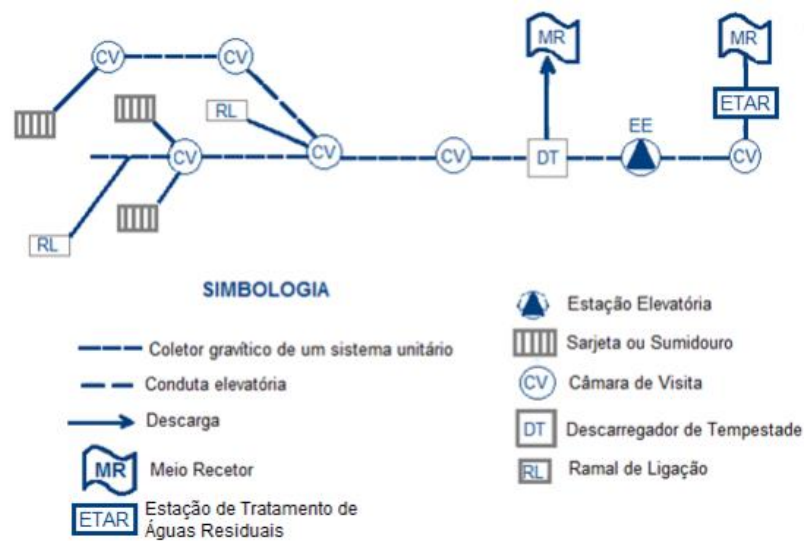 MR
MR
CV
CV
ETAR
RL
EE
CV
CV
CV
DT
CV
RL
SIMBOLOGIA
Coletor gravítico de um sistema unitário
Conduta elevatória
Descarga
MR Meio Recetor
ETAR Estação de Tratamento de
Águas Residuais
Estação Elevatória
Sarjeta ou Sumidouro
CV Câmara de Visita
DT Descarregador de Tempestade
RL Ramal de Ligação